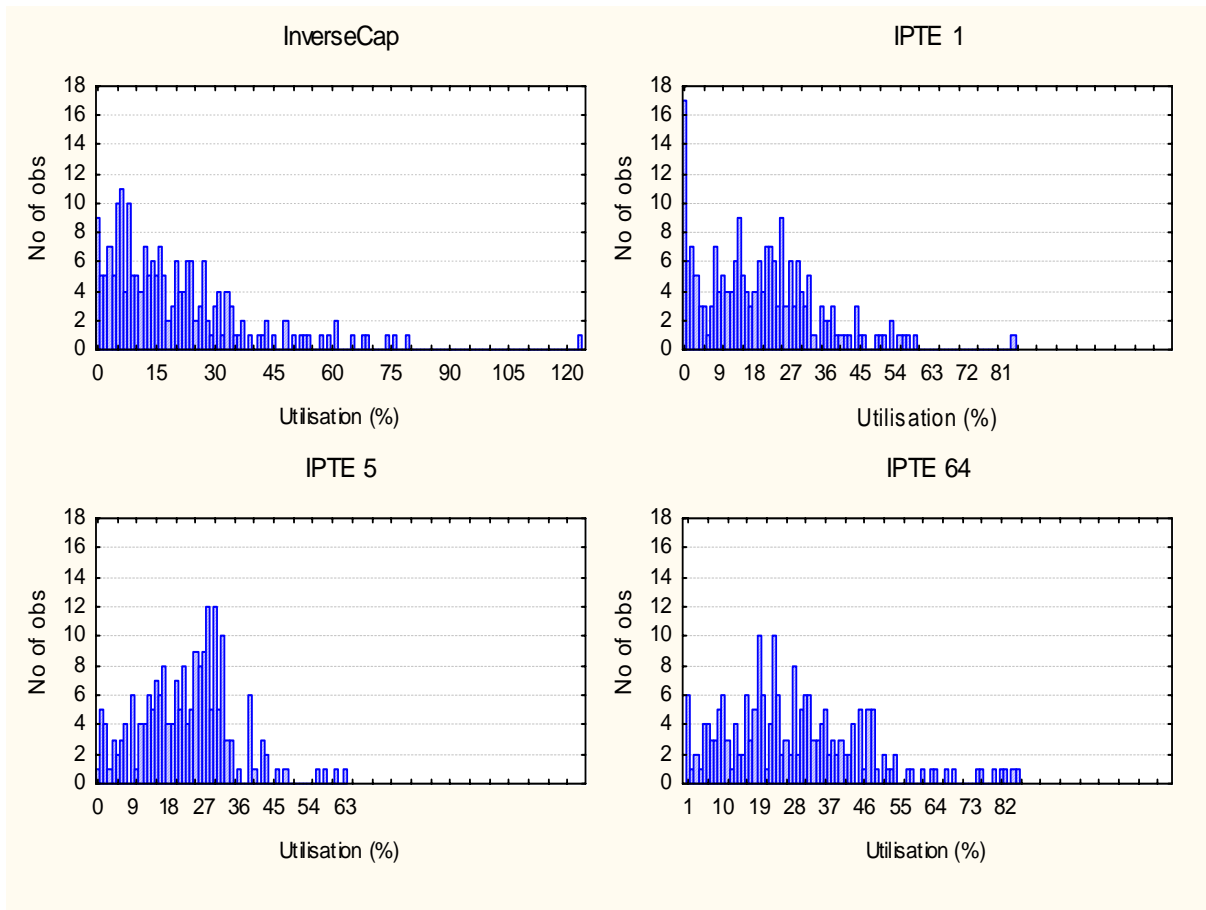 InverseCap
18
16
14
12
10
8
6
4
2
0
No of obs
0 15 30 45 60 75 90 105 120
Utilisation (%)
IPTE 1
18
16
14
12
10
8
6
4
2
0
No of obs
0 9 18 27 36 45 54 63 72 81
Utilisation (%)
IPTE 5
18
16
14
12
10
8
6
4
2
0
No of obs
0 9 18 27 36 45 54 63
Utilisation (%)
IPTE 64
18
16
14
12
10
8
6
4
2
0
No of obs
1 10 19 28 37 46 55 64 73 82
Utilisation (%)